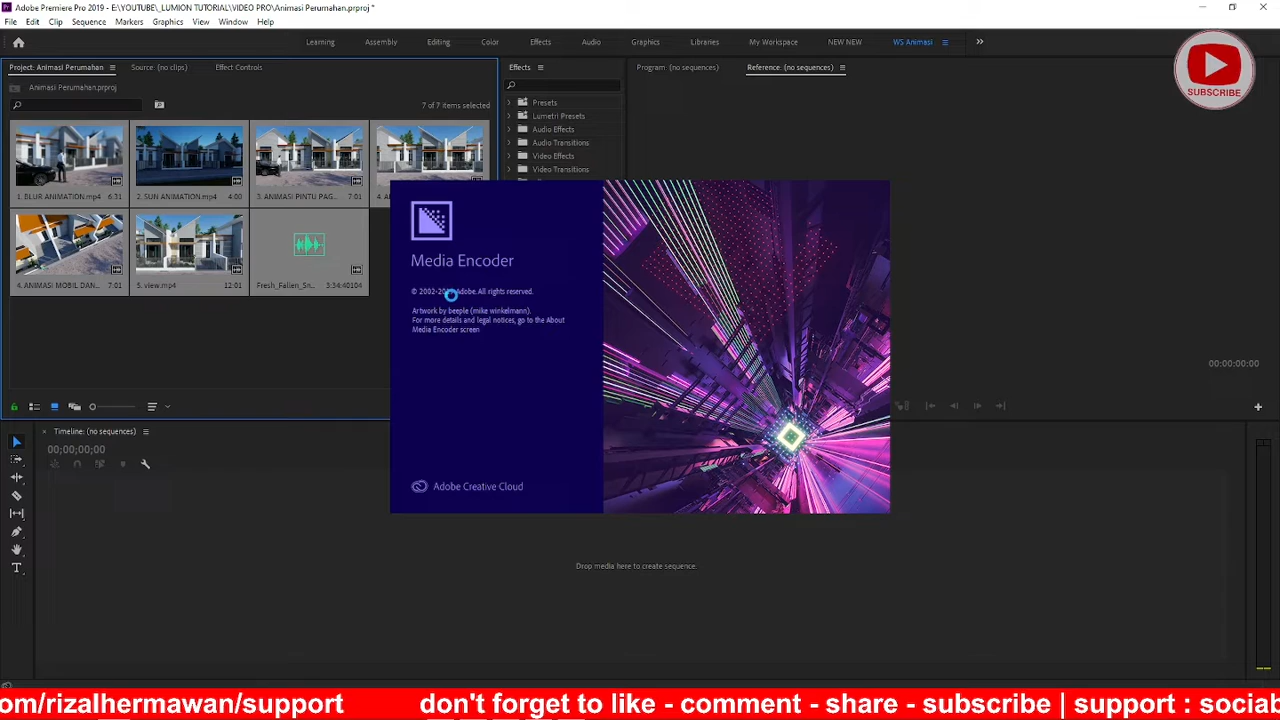 Adobe Premiere Pro 2019 - E:\YOUTUBE\_LUMION TUTORIAL\VIDEO PRO\Animasi Perumahan.prproj *
File Edit Clip Sequence Markers Graphics View Window Help
Learning Assembly Editing Color Effects Audio Graphics Libraries My Workspace NEW NEW WS Animasi
SUBSCRIBE
Project: Animasi Perumahan Source: (no clips) Effect Controls
Effects
Program: (no sequences) Reference: (no sequences)
Animasi Perumahan.prproj
7 of 7 items selected
Presets
Lumetri Presets
Audio Effects
Audio Transitions
Video Effects
Video Transitions
1. BLUR ANIMATION.mp4 6:31
2. SUN ANIMATION.mp4 4:00
3. ANIMASI PINTU PAG... 7:01
4. A
4. ANIMASI MOBIL DAN... 7:01
5. view.mp4 12:01
Fresh_Fallen_Sn... 3:34:40104
Media Encoder
© 2002- Adobe. All rights reserved.
Artwork by beeple (mike winkelmann).
For more details and legal notices, go to the About
Media Encoder screen
Adobe Creative Cloud
00:00:00:00
Timeline: (no sequences)
00;00;00;00
Drop media here to create sequence.
om/rizalhermawan/support don't forget to like - comment - share - subscribe | support : sociab